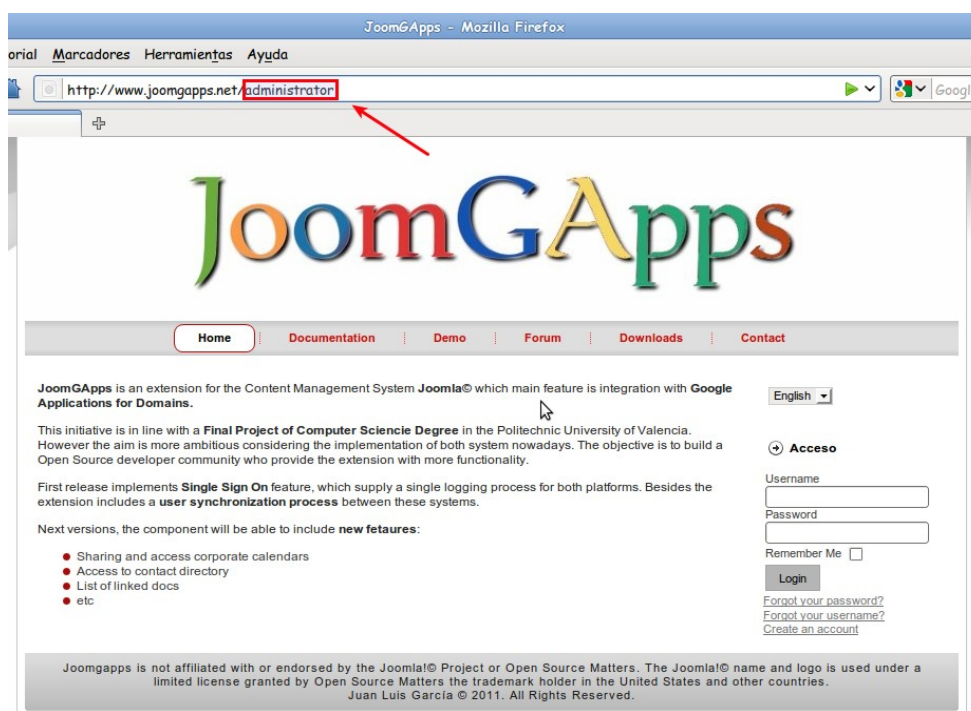 JoomGApps - Mozilla Firefox
orial Marcadores Herramientas Ayuda
http://www.joomgapps.net/administrator
Googl
JoomGApps
Home Documentation Demo Forum Downloads Contact
JoomGApps is an extension for the Content Management System Joomla© which main feature is integration with Google
Applications for Domains.
English
This initiative is in line with a Final Project of Computer Sciencie Degree in the Politechnic University of Valencia.
However the aim is more ambitious considering the implementation of both system nowadays. The objective is to build a
Open Source developer community who provide the extension with more functionality.
First release implements Single Sign On feature, which supply a single logging process for both platforms. Besides the
extension includes a user synchronization process between these systems.
Next versions, the component will be able to include new fetaures:
Sharing and access corporate calendars
Access to contact directory
List of linked docs
etc
Acceso
Username
Password
Remember Me
Login
Forgot your password?
Forgot your username?
Create an account
Joomgapps is not affiliated with or endorsed by the Joomla!© Project or Open Source Matters. The Joomla!© name and logo is used under a
limited license granted by Open Source Matters the trademark holder in the United States and other countries.
Juan Luis García © 2011. All Rights Reserved.